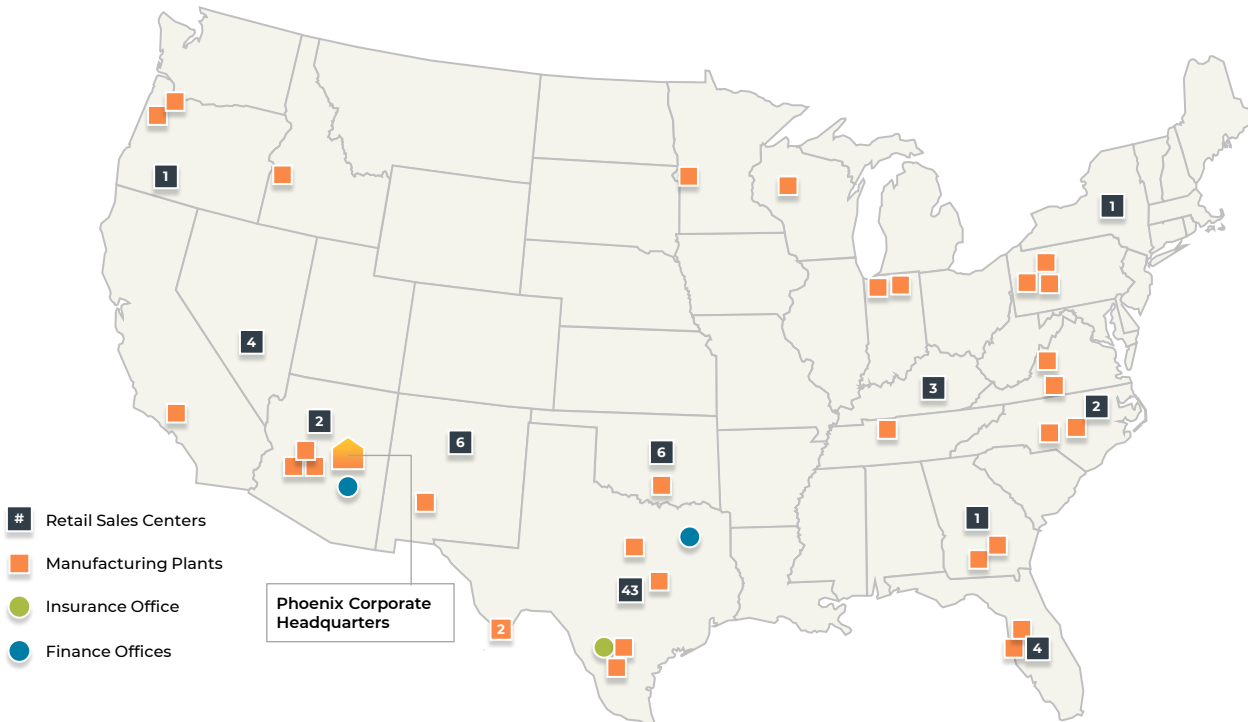 1
1
4
3
2
2
6
6
# Retail Sales Centers
1
Manufacturing Plants
43
Insurance Office
Phoenix Corporate
Headquarters
2
Finance Offices
4